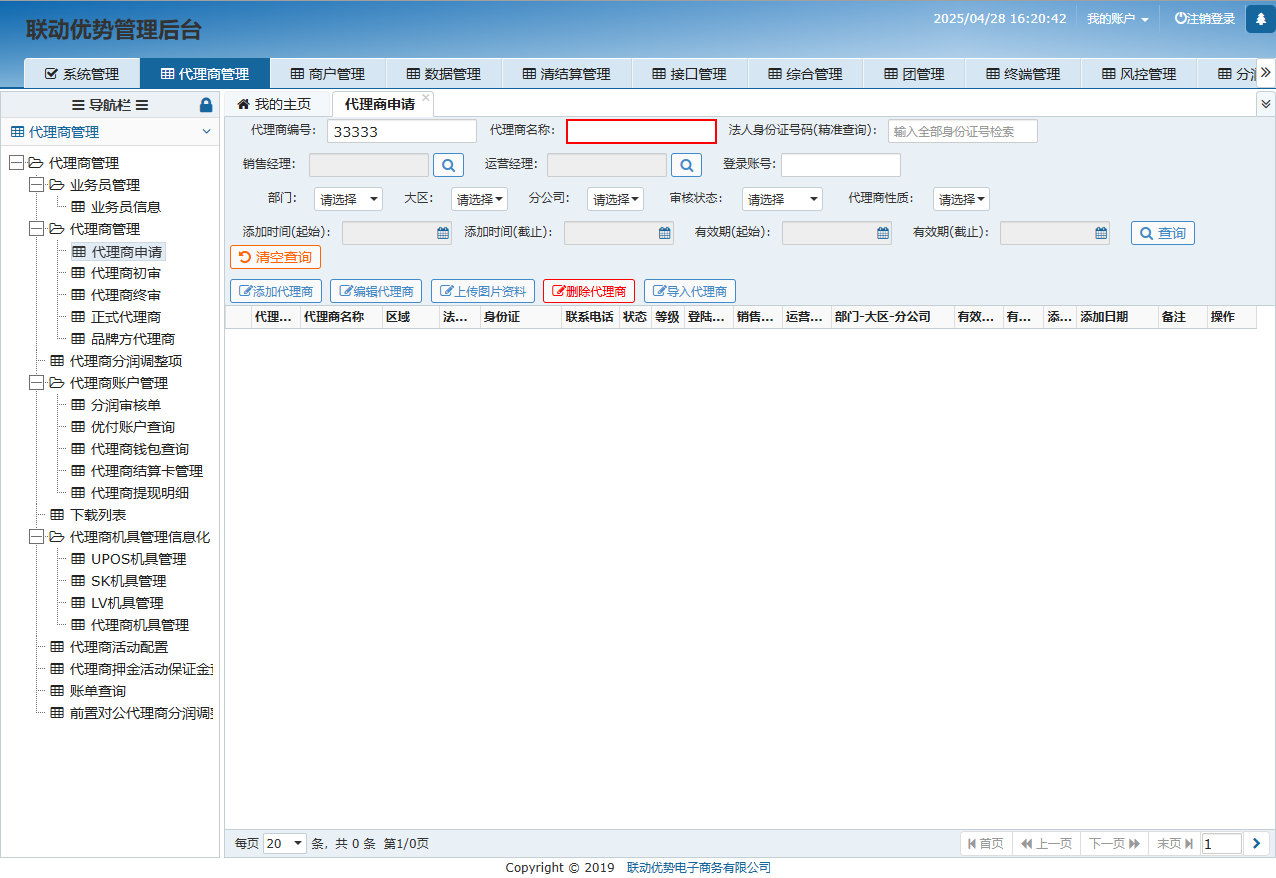 联动优势管理后台
2025/04/28 16:20:42 我的账户 注销登录
系统管理 代理商管理 商户管理 数据管理 清结算管理 接口管理 综合管理 团管理 终端管理 风控管理
导航栏
我的主页 代理商申请
代理商管理
代理商编号： 33333 代理商名称： 法人身份证号码(精准查询)： 输入全部身份证号检索
销售经理： 运营经理： 登录账号：
部门： 请选择 大区： 请选择 分公司： 请选择 审核状态： 请选择 代理商性质： 请选择
添加时间(起始)： 添加时间(截止)： 有效期(起始)： 有效期(截止)： 查询
清空查询
添加代理商 编辑代理商 上传图片资料 删除代理商 导入代理商
代理... 代理商名称 区域 法... 身份证 联系电话 状态 等级 登陆... 销售... 运营... 部门-大区-分公司 有效... 有... 添... 添加日期 备注 操作
代理商管理
业务员管理
业务员信息
代理商管理
代理商申请
代理商初审
代理商终审
正式代理商
品牌方代理商
代理商分润调整项
代理商账户管理
分润审核单
优付账户查询
代理商钱包查询
代理商结算卡管理
代理商提现明细
下载列表
代理商机具管理信息化
UPOS机具管理
SK机具管理
LV机具管理
代理商机具管理
代理商活动配置
代理商押金活动保证金
账单查询
前置对公代理商分润调
每页 20 条, 共 0 条 第1/0页 首页 上一页 下一页 末页 1
Copyright © 2019 联动优势电子商务有限公司